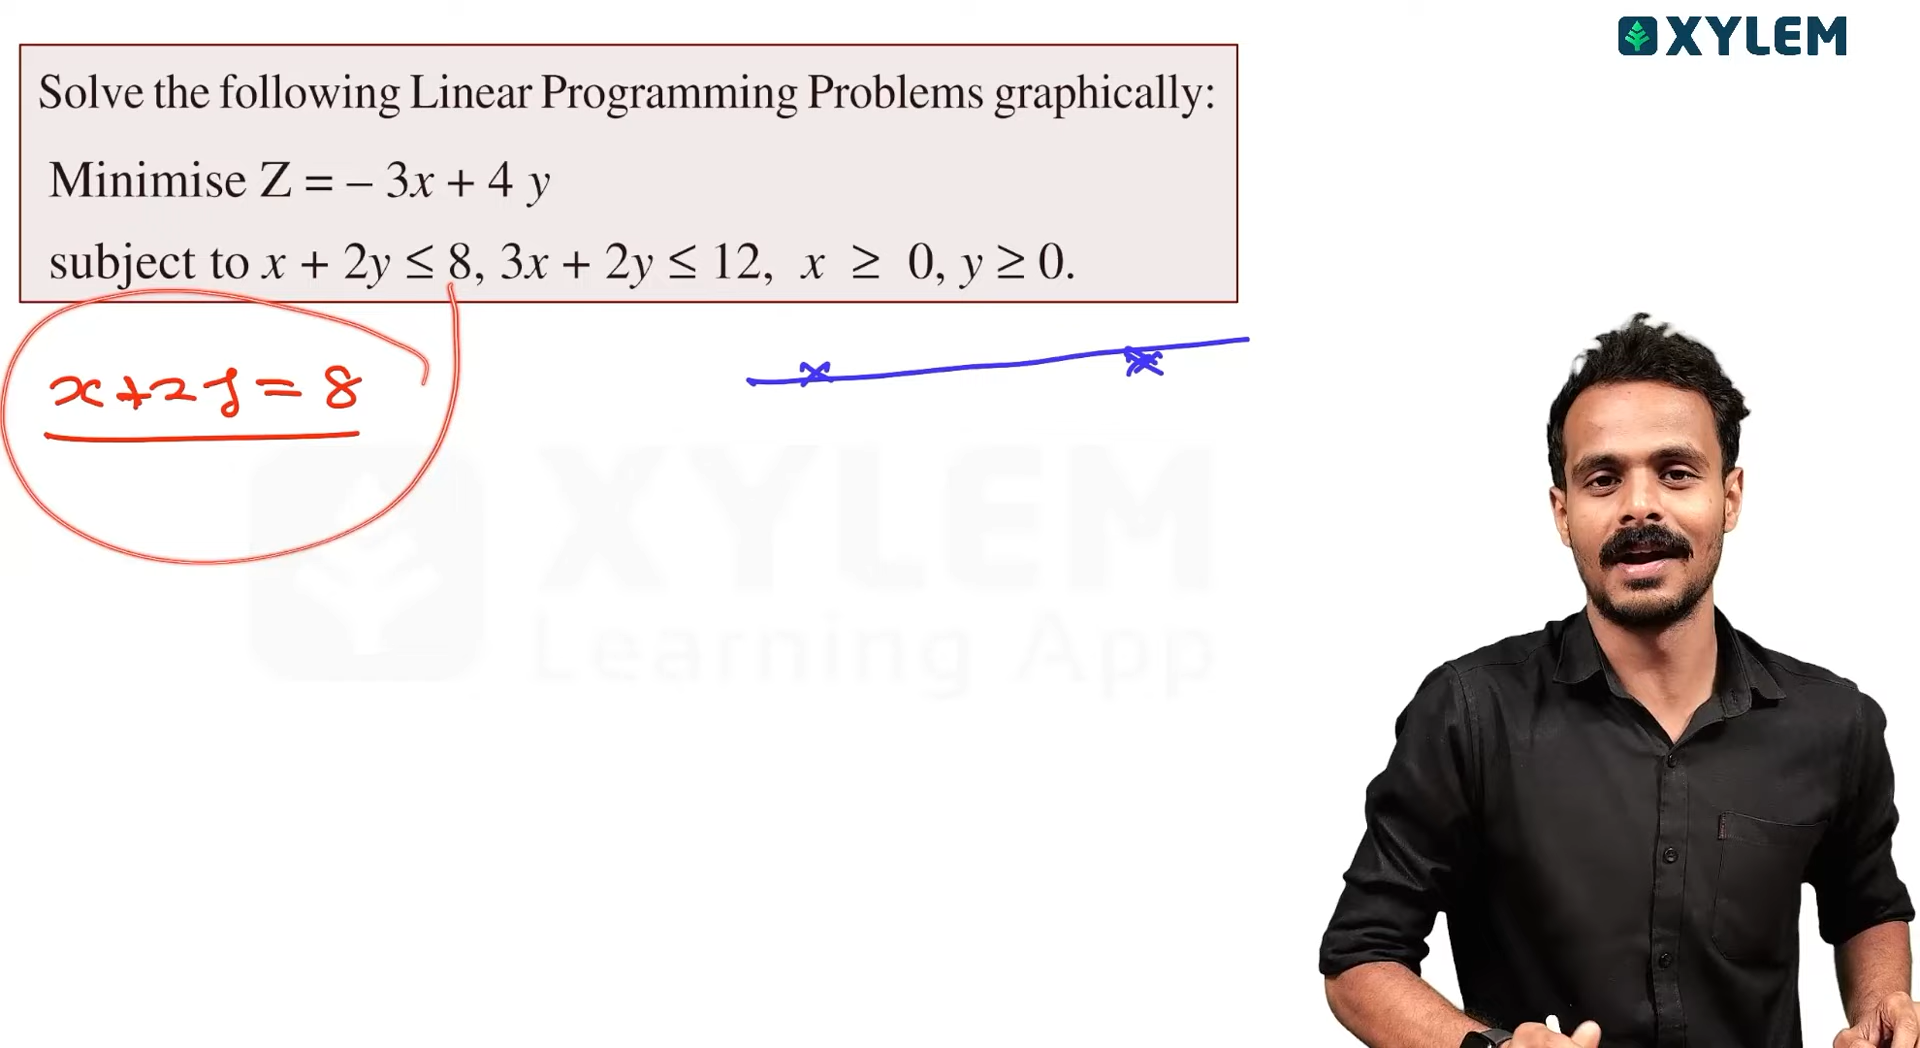 XYLEM
Solve the following Linear Programming Problems graphically:
Minimise Z = – 3x + 4 y
subject to x + 2y ≤ 8, 3x + 2y ≤ 12, x ≥ 0, y ≥ 0.
x + 2y = 8
XYLEM
Learning App